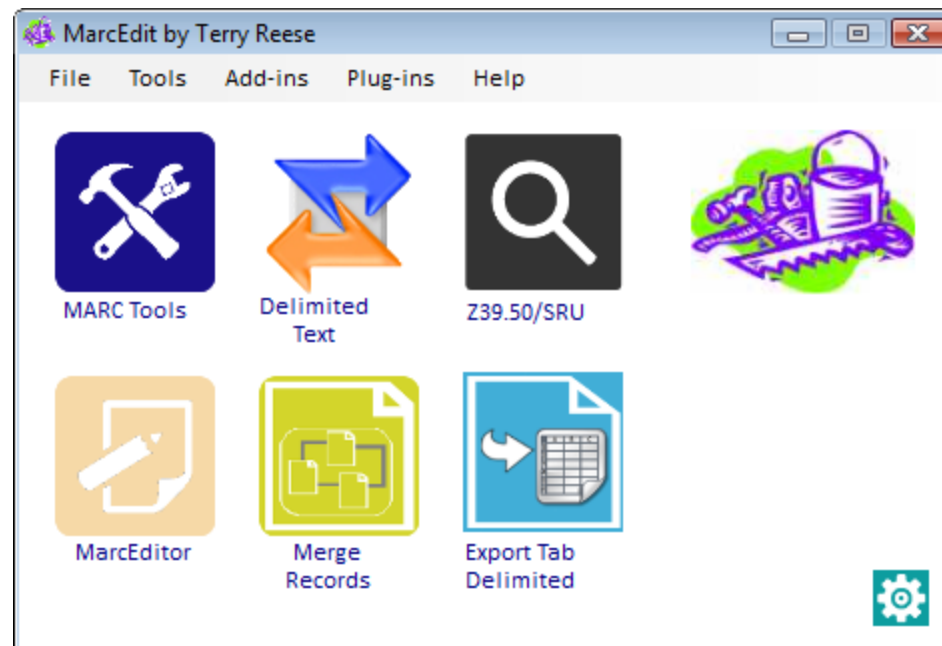 MarcEdit by Terry Reese
File Tools Add-ins Plug-ins Help
MARC Tools
Delimited
Text
Z39.50/SRU
MarcEditor
Merge
Records
Export Tab
Delimited